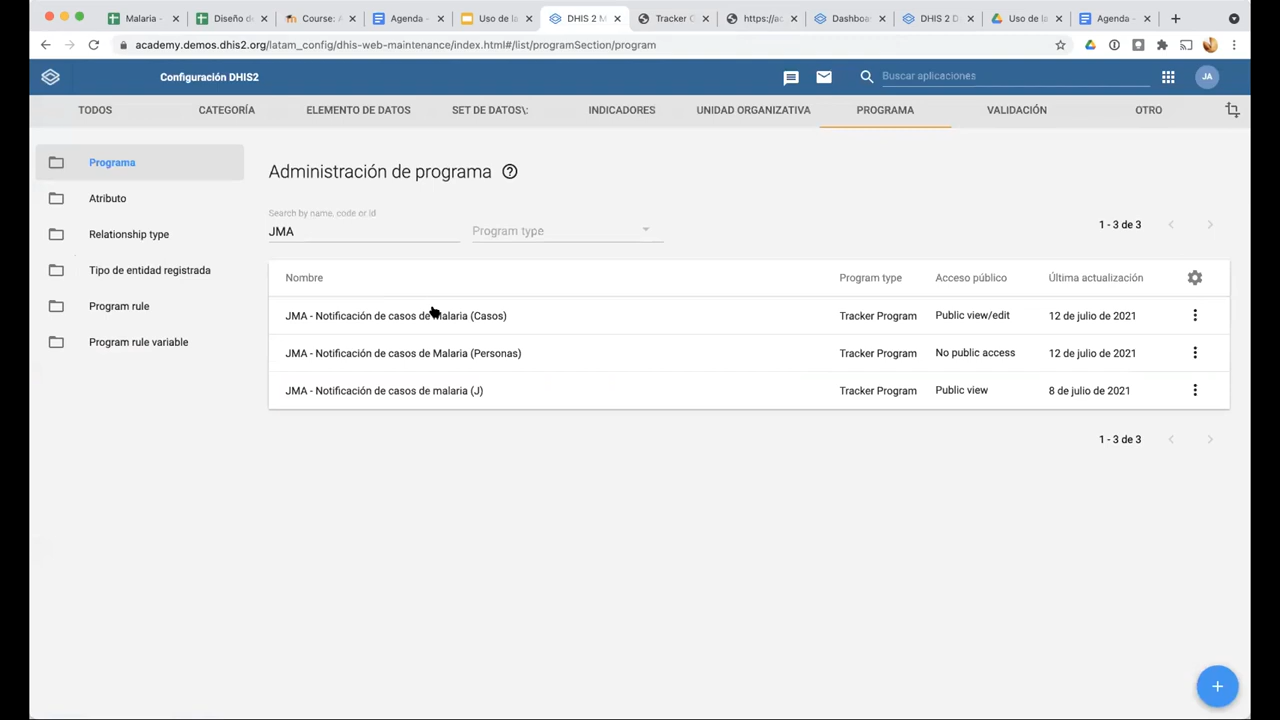 Malaria -
Diseño d
Course: A
Agenda -
Uso de la
DHIS 2 M
Tracker C
https://ac
Dashboa
DHIS 2 D
Uso de la
Agenda -
academy.demos.dhis2.org/latam_config/dhis-web-maintenance/index.html#/list/programSection/program
Configuración DHIS2
Buscar aplicaciones
JA
TODOS
CATEGORÍA
ELEMENTO DE DATOS
SET DE DATOS\:
INDICADORES
UNIDAD ORGANIZATIVA
PROGRAMA
VALIDACIÓN
OTRO
Programa
Atributo
Relationship type
Tipo de entidad registrada
Program rule
Program rule variable
Administración de programa
Search by name, code or id
JMA
Program type
1 - 3 de 3
Nombre Program type Acceso público Última actualización
JMA - Notificación de casos de Malaria (Casos) Tracker Program Public view/edit 12 de julio de 2021
JMA - Notificación de casos de Malaria (Personas) Tracker Program No public access 12 de julio de 2021
JMA - Notificación de casos de malaria (J) Tracker Program Public view 8 de julio de 2021
1 - 3 de 3